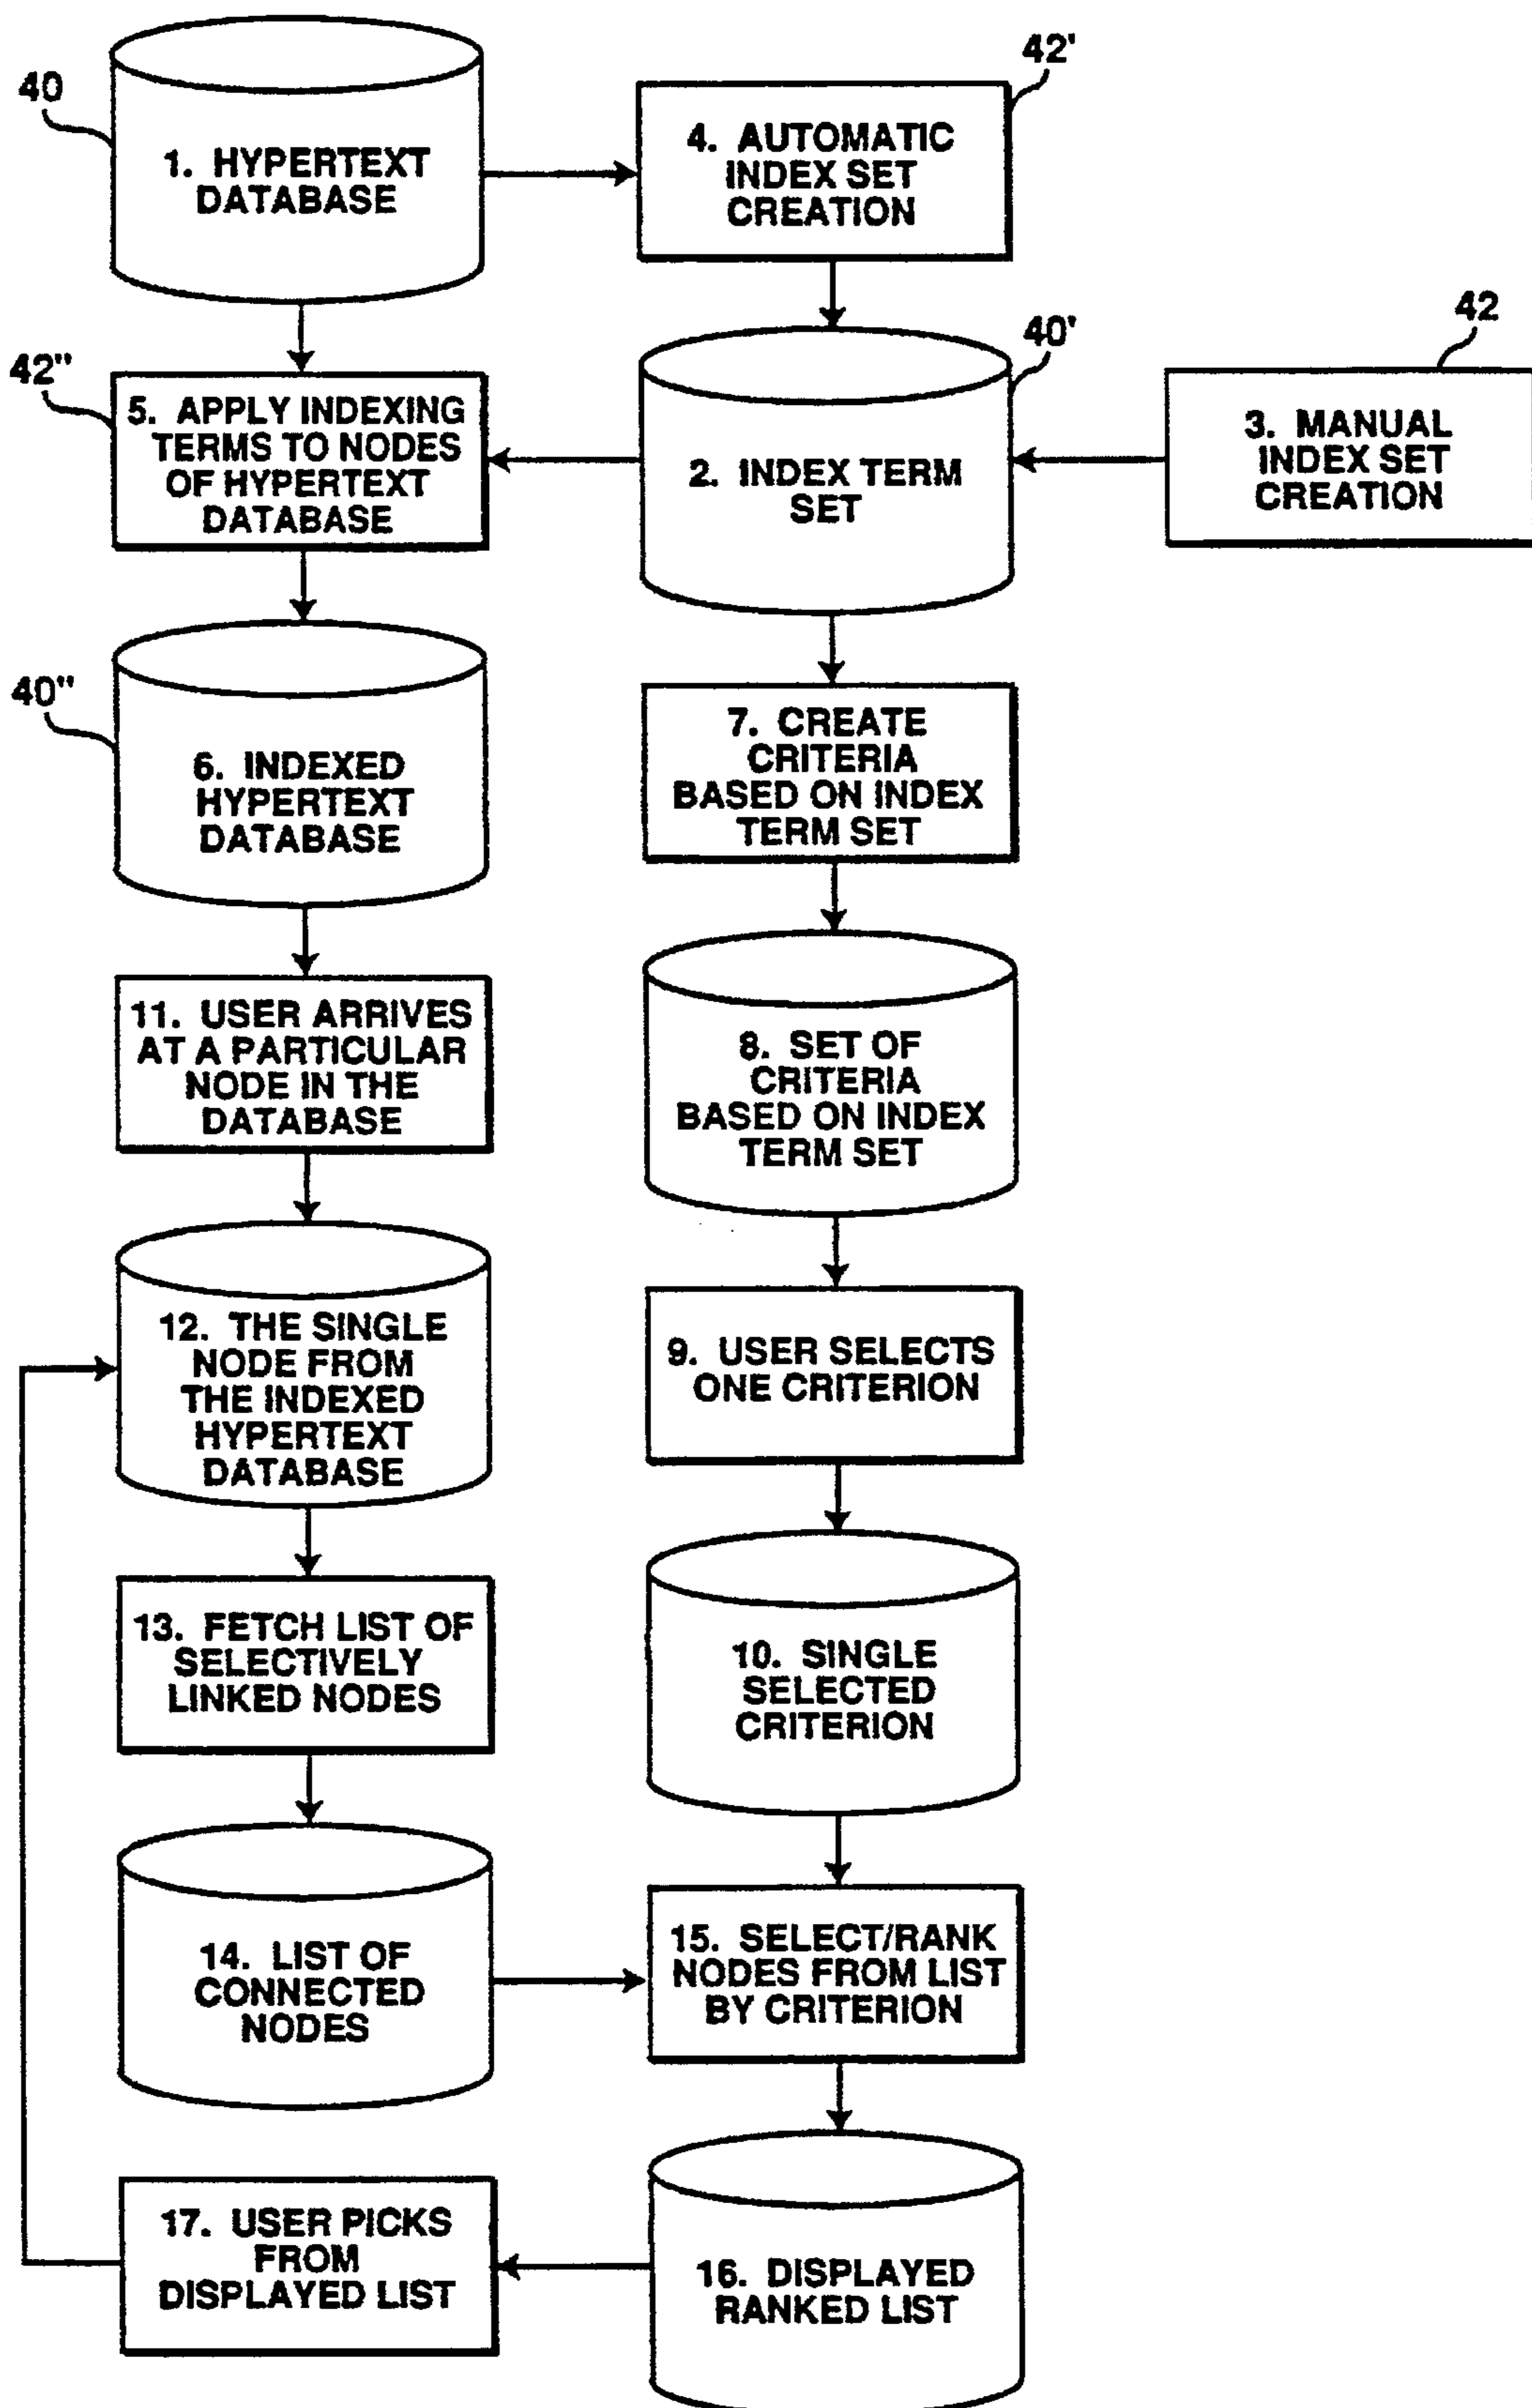 40
1. HYPERTEXT
DATABASE
42'
4. AUTOMATIC
INDEX SET
CREATION
42"
5. APPLY INDEXING
TERMS TO NODES
OF HYPERTEXT
DATABASE
40'
2. INDEX TERM
SET
42
3. MANUAL
INDEX SET
CREATION
40"
6. INDEXED
HYPERTEXT
DATABASE
7. CREATE
CRITERIA
BASED ON INDEX
TERM SET
11. USER ARRIVES
AT A PARTICULAR
NODE IN THE
DATABASE
8. SET OF
CRITERIA
BASED ON INDEX
TERM SET
12. THE SINGLE
NODE FROM
THE INDEXED
HYPERTEXT
DATABASE
9. USER SELECTS
ONE CRITERION
13. FETCH LIST OF
SELECTIVELY
LINKED NODES
10. SINGLE
SELECTED
CRITERION
14. LIST OF
CONNECTED
NODES
15. SELECT/RANK
NODES FROM LIST
BY CRITERION
17. USER PICKS
FROM
DISPLAYED LIST
16. DISPLAYED
RANKED LIST